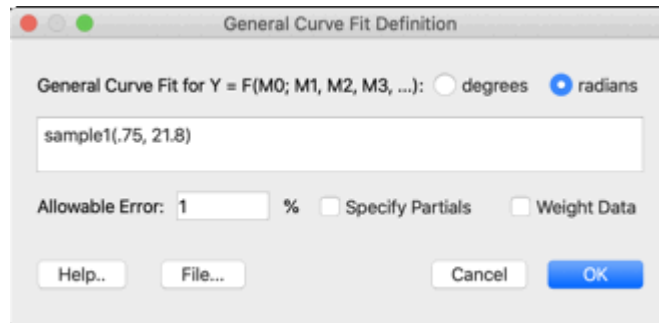 General Curve Fit Definition
General Curve Fit for Y = F(M0; M1, M2, M3, ...): degrees radians
sample1(.75, 21.8)
Allowable Error: 1 % Specify Partials Weight Data
Help.. File... Cancel OK